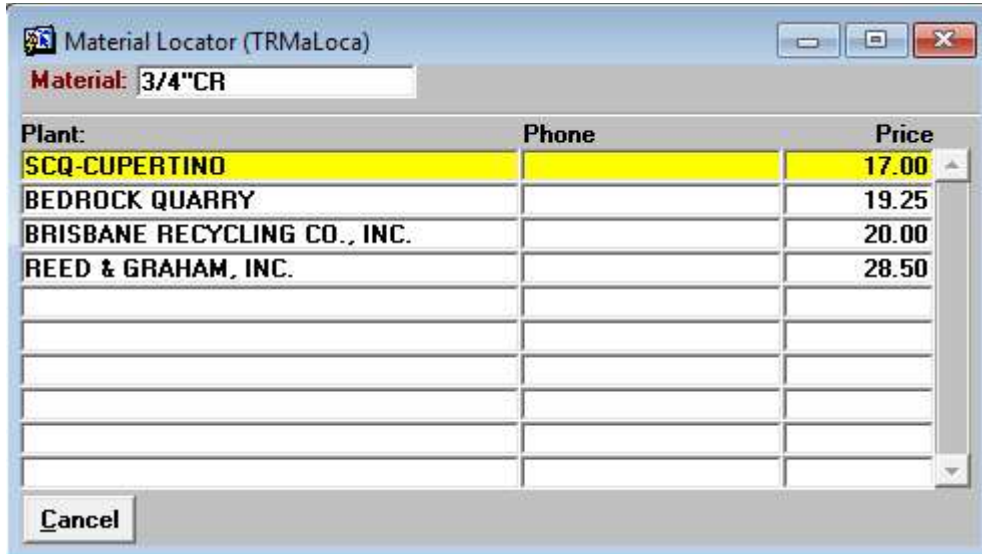 Material Locator (TRMaLoca)
Material: 3/4"CR
Plant: Phone Price
SCQ-CUPERTINO 17.00
BEDROCK QUARRY 19.25
BRISBANE RECYCLING CO., INC. 20.00
REED & GRAHAM, INC. 28.50
Cancel